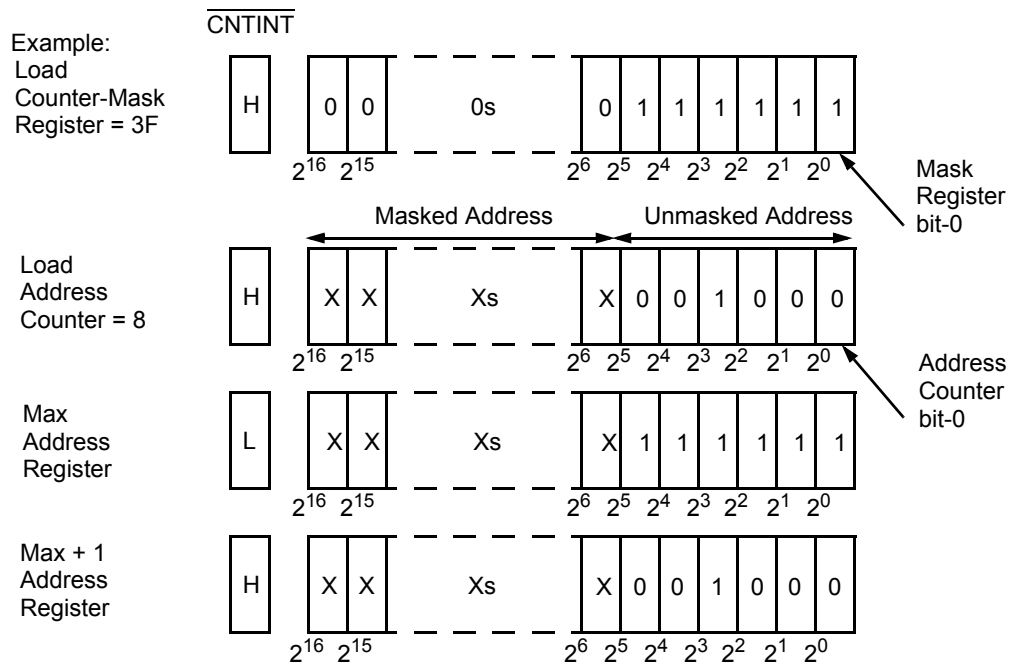 CNTINT
Example:
Load
Counter-Mask
Register = 3F
H 0 0 0s 0 1 1 1 1 1 1
2^16 2^15 2^6 2^5 2^4 2^3 2^2 2^1 2^0
Mask
Register
bit-0
Masked Address Unmasked Address
Load
Address
Counter = 8
H X X Xs X 0 0 1 0 0 0
2^16 2^15 2^6 2^5 2^4 2^3 2^2 2^1 2^0
Address
Counter
bit-0
Max
Address
Register
L X X Xs X 1 1 1 1 1 1
2^16 2^15 2^6 2^5 2^4 2^3 2^2 2^1 2^0
Max + 1
Address
Register
H X X Xs X 0 0 1 0 0 0
2^16 2^15 2^6 2^5 2^4 2^3 2^2 2^1 2^0